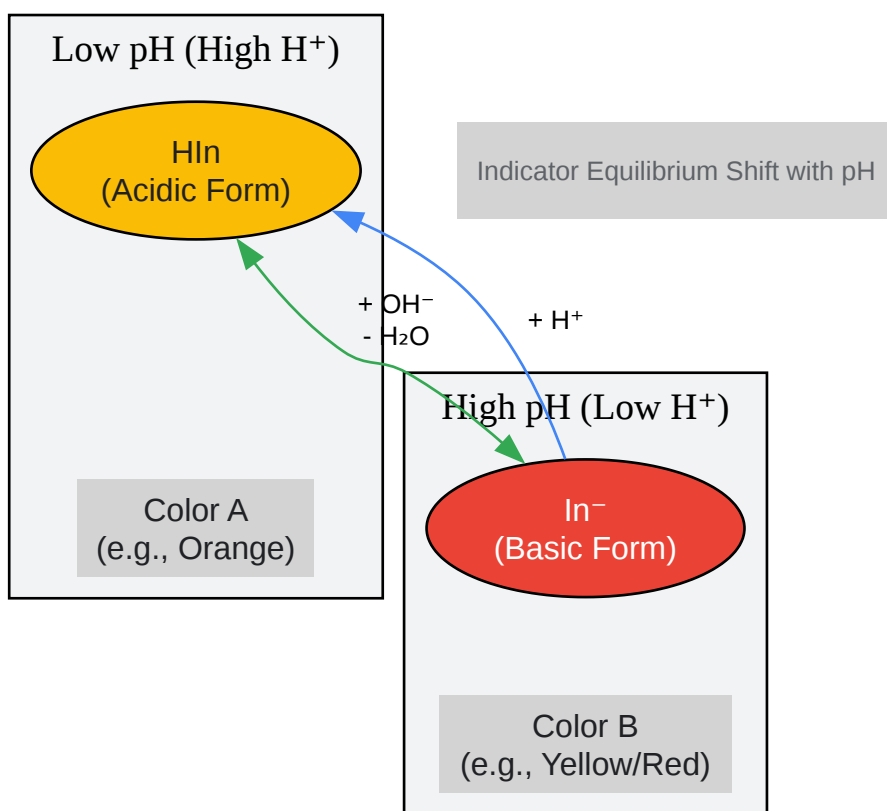 Low pH (High H⁺)
HIn
(Acidic Form)
Indicator Equilibrium Shift with pH
+ OH⁻
- H₂O
+ H⁺
High pH (Low H⁺)
Color A
(e.g., Orange)
In⁻
(Basic Form)
Color B
(e.g., Yellow/Red)